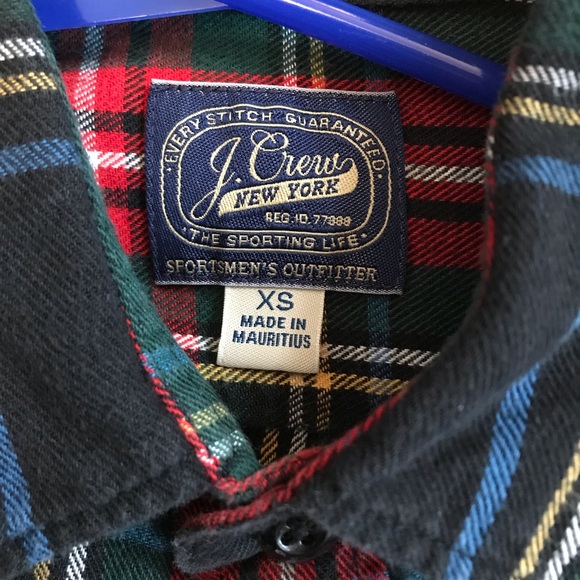 EVERY STITCH GUARANTEED
J. Crew
NEW YORK
REG. ID. 77388
· THE SPORTING LIFE ·
SPORTSMEN'S OUTFITTER
XS
MADE IN
MAURITIUS